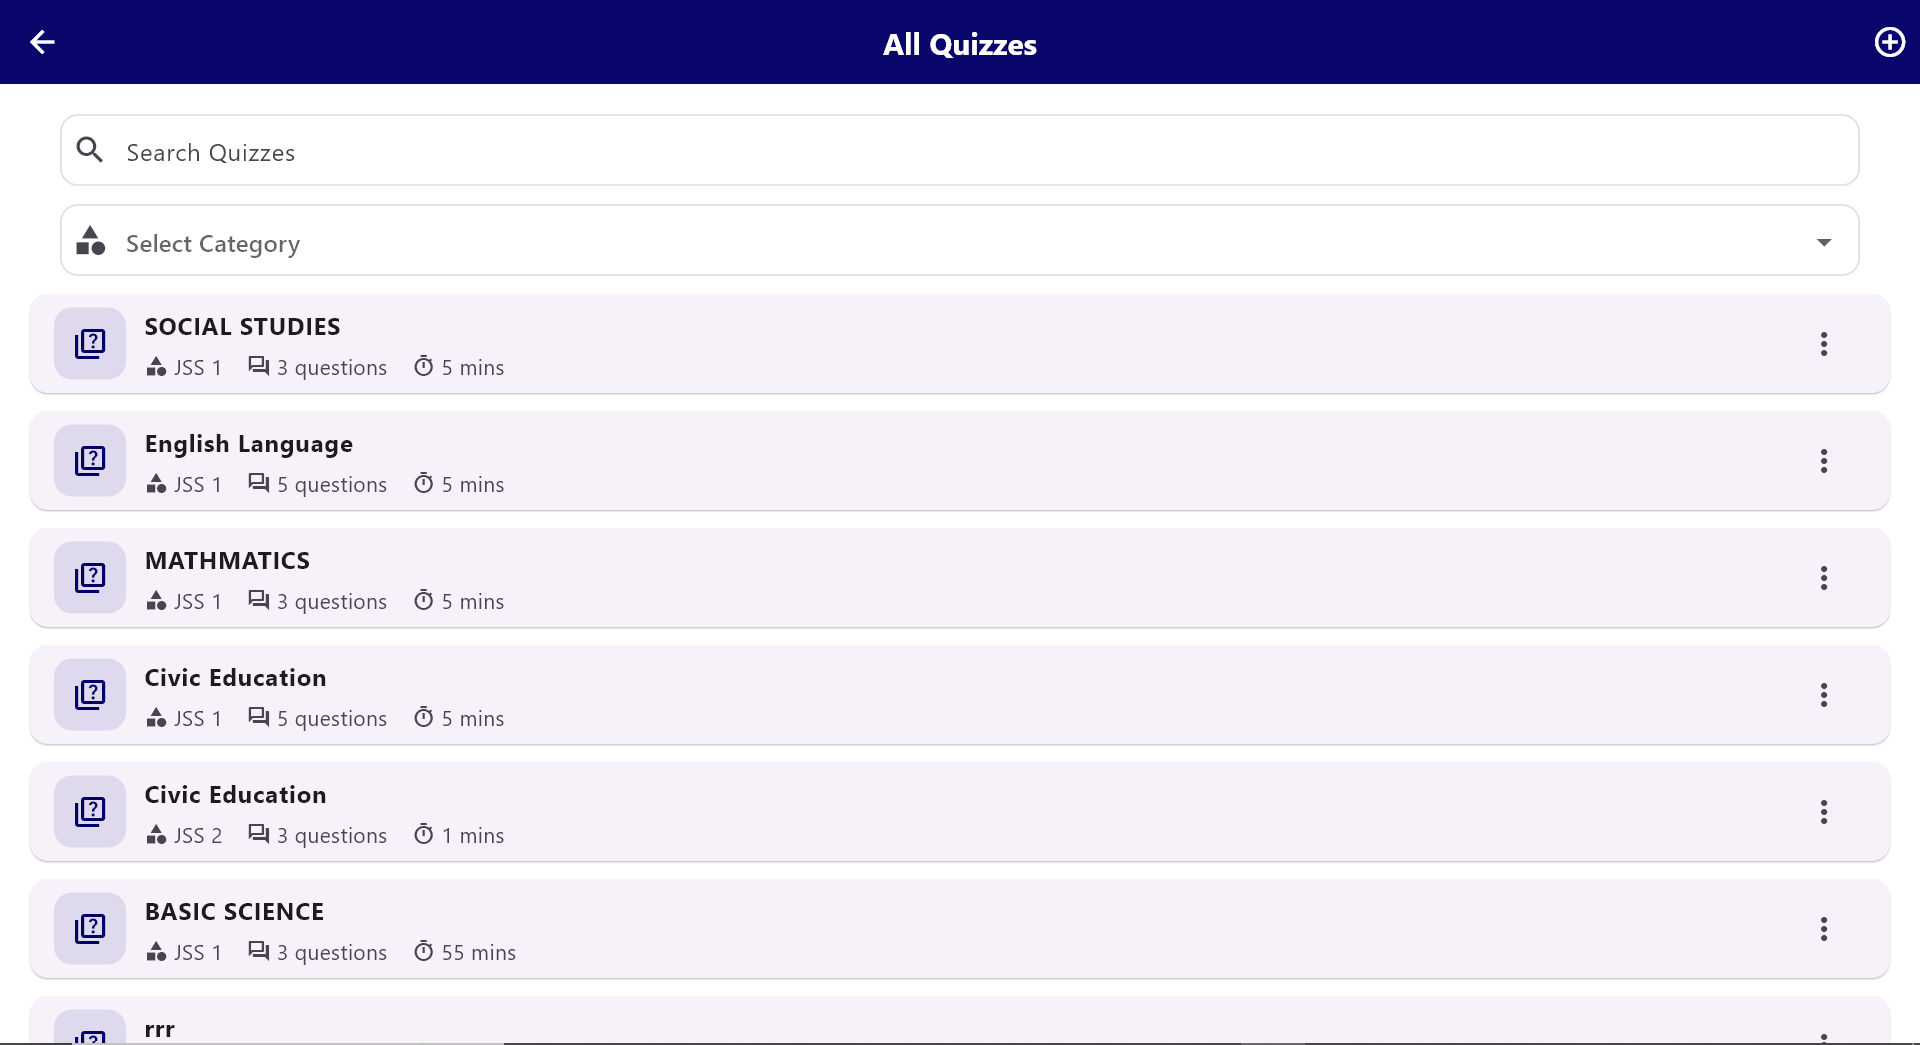 All Quizzes
Search Quizzes
Select Category
SOCIAL STUDIES
JSS 1 3 questions 5 mins
English Language
JSS 1 5 questions 5 mins
MATHMATICS
JSS 1 3 questions 5 mins
Civic Education
JSS 1 5 questions 5 mins
Civic Education
JSS 2 3 questions 1 mins
BASIC SCIENCE
JSS 1 3 questions 55 mins
rrr